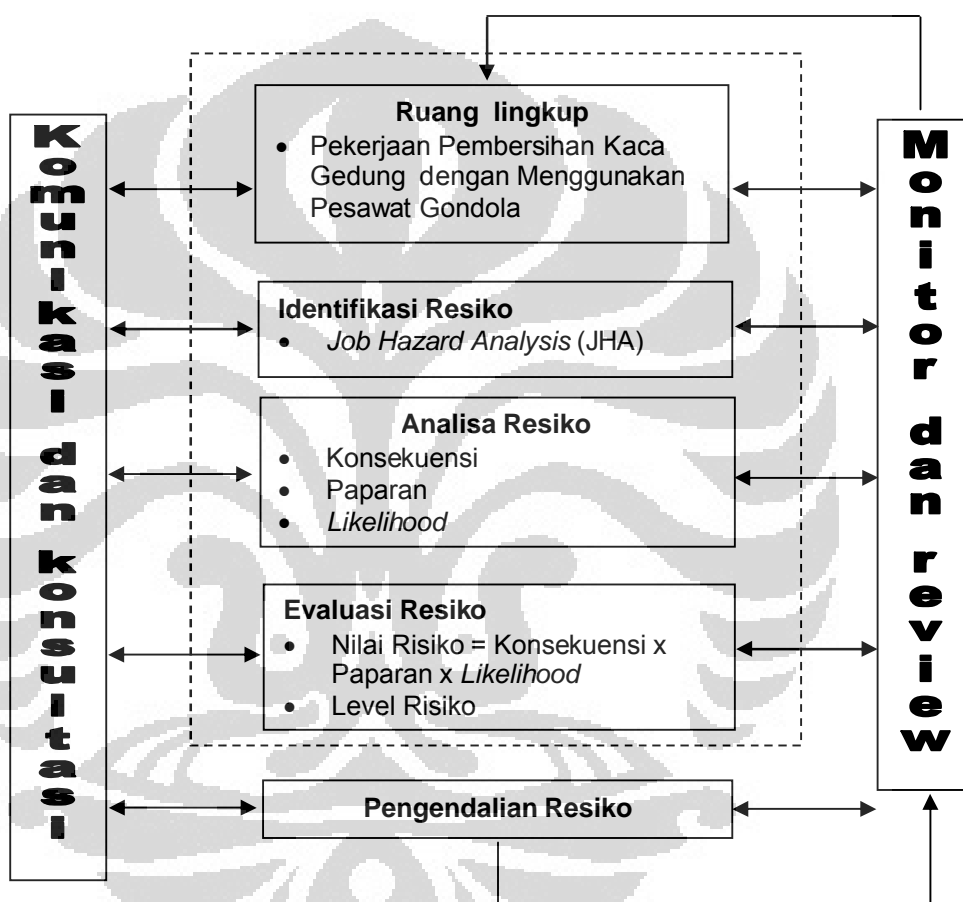 Komunikasi dan konsultasi
Ruang lingkup
• Pekerjaan Pembersihan Kaca
Gedung dengan Menggunakan
Pesawat Gondola
Identifikasi Resiko
• Job Hazard Analysis (JHA)
Analisa Resiko
• Konsekuensi
• Paparan
• Likelihood
Evaluasi Resiko
• Nilai Risiko = Konsekuensi x
Paparan x Likelihood
• Level Risiko
Pengendalian Resiko
Monitor dan review